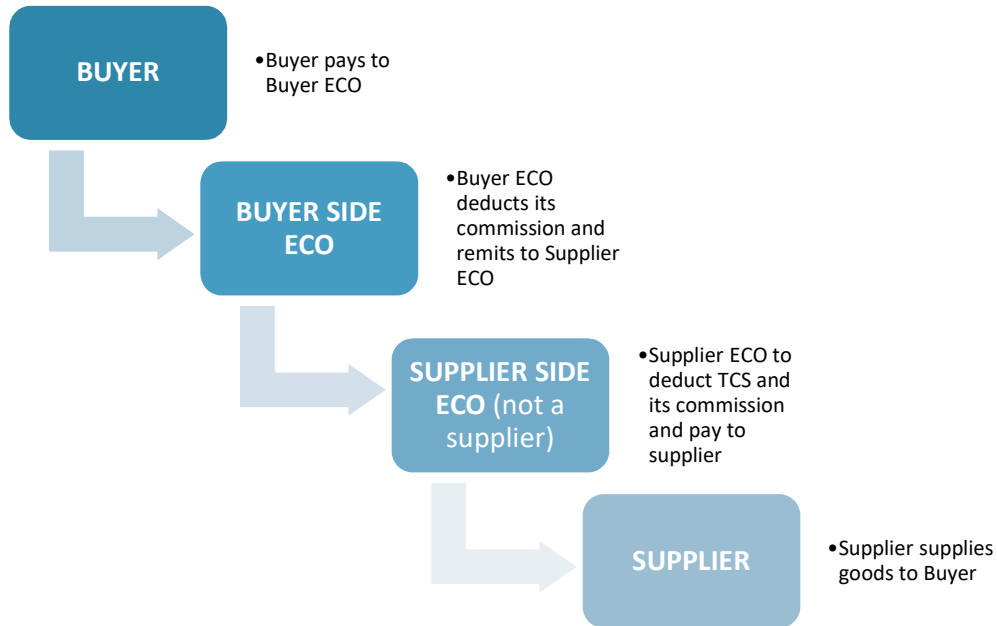 BUYER
•Buyer pays to
Buyer ECO
BUYER SIDE
ECO
•Buyer ECO
deducts its
commission and
remits to Supplier
ECO
SUPPLIER SIDE
ECO (not a
supplier)
•Supplier ECO to
deduct TCS and
its commission
and pay to
supplier
SUPPLIER
•Supplier supplies
goods to Buyer